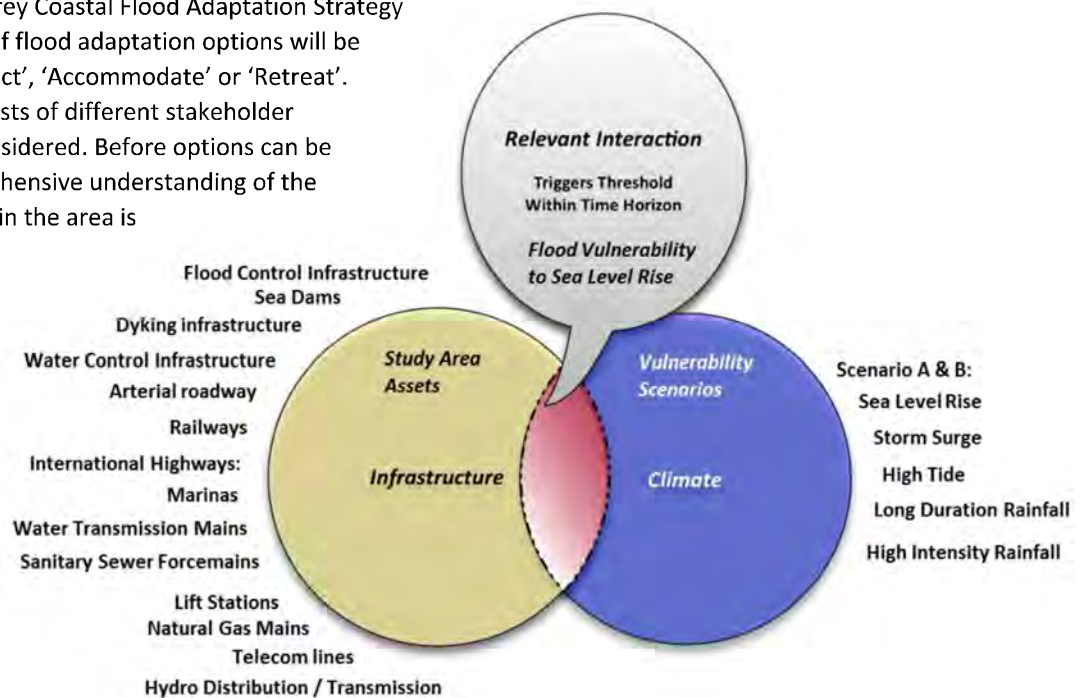 rey Coastal Flood Adaptation Strategy
f flood adaptation options will be
ct', 'Accommodate' or 'Retreat'.
sts of different stakeholder
sidered. Before options can be
hensive understanding of the
in the area is
Relevant Interaction
Triggers Threshold
Within Time Horizon
Flood Vulnerability
to Sea Level Rise
Flood Control Infrastructure
Sea Dams
Dyking infrastructure
Water Control Infrastructure
Arterial roadway
Railways
International Highways:
Marinas
Water Transmission Mains
Sanitary Sewer Forcemains
Lift Stations
Natural Gas Mains
Telecom lines
Hydro Distribution / Transmission
Study Area
Assets
Infrastructure
Vulnerability
Scenarios
Climate
Scenario A & B:
Sea Level Rise
Storm Surge
High Tide
Long Duration Rainfall
High Intensity Rainfall